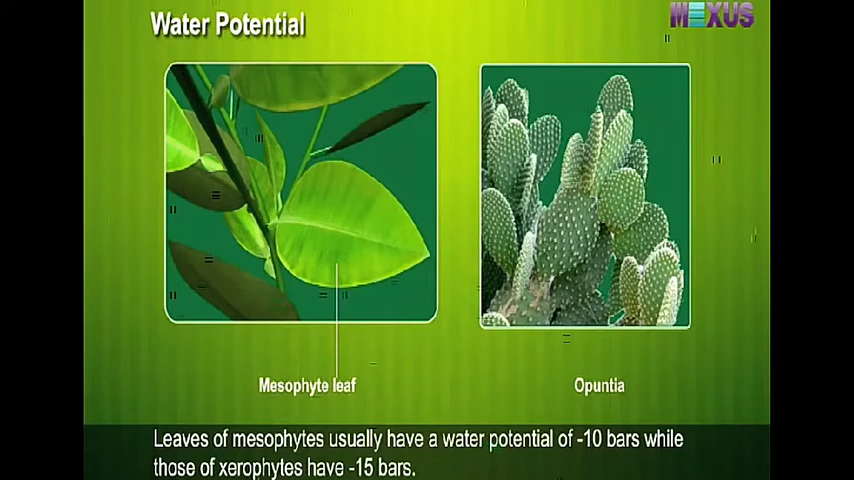 Water Potential
MEXUS
Mesophyte leaf
Opuntia
Leaves of mesophytes usually have a water potential of -10 bars while
those of xerophytes have -15 bars.